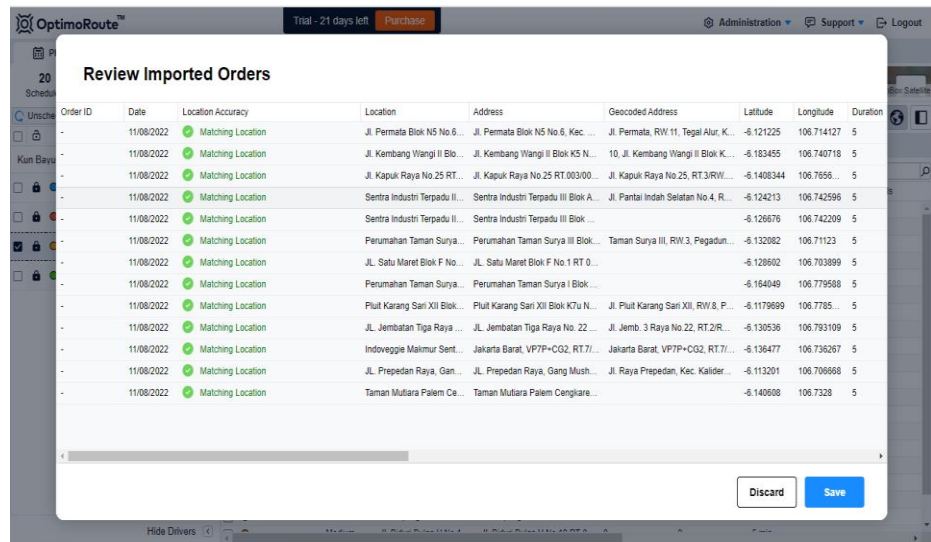 OptimoRoute™
Trial - 21 days left Purchase
Administration Support Logout
20
Schedul
Unsche
Kun Bayu
Box Satellite
Review Imported Orders
Order ID Date Location Accuracy Location Address Geocoded Address Latitude Longitude Duration
- 11/08/2022 Matching Location Jl. Permata Blok N5 No.6... Jl. Permata Blok N5 No.6, Kec. ... Jl. Permata, RW.11, Tegal Alur, K... -6.121225 106.714127 5
- 11/08/2022 Matching Location Jl. Kembang Wangi II Blo... Jl. Kembang Wangi II Blok K5 N... 10, Jl. Kembang Wangi II Blok K... -6.183455 106.740718 5
- 11/08/2022 Matching Location Jl. Kapuk Raya No.25 RT... Jl. Kapuk Raya No.25 RT.003/00... Jl. Kapuk Raya No.25, RT.3/RW.... -6.1408344 106.7656... 5
- 11/08/2022 Matching Location Sentra Industri Terpadu II... Sentra Industri Terpadu III Blok A... Jl. Pantai Indah Selatan No.4, R... -6.124213 106.742596 5
- 11/08/2022 Matching Location Sentra Industri Terpadu II... Sentra Industri Terpadu III Blok ... -6.126676 106.742209 5
- 11/08/2022 Matching Location Perumahan Taman Surya... Perumahan Taman Surya III Blok... Taman Surya III, RW.3, Pegadun... -6.132082 106.71123 5
- 11/08/2022 Matching Location JL. Satu Maret Blok F No... JL. Satu Maret Blok F No.1 RT 0... -6.128602 106.703899 5
- 11/08/2022 Matching Location Perumahan Taman Surya... Perumahan Taman Surya I Blok ... -6.164049 106.779588 5
- 11/08/2022 Matching Location Pluit Karang Sari XII Blok... Pluit Karang Sari XII Blok K7u N... Jl. Pluit Karang Sari XII, RW.8, P... -6.1179699 106.7785... 5
- 11/08/2022 Matching Location JL. Jembatan Tiga Raya ... JL. Jembatan Tiga Raya No. 22 ... Jl. Jemb. 3 Raya No.22, RT.2/R... -6.130536 106.793109 5
- 11/08/2022 Matching Location Indoveggie Makmur Sent... Jakarta Barat, VP7P+CG2, RT.7/... Jakarta Barat, VP7P+CG2, RT.7/... -6.136477 106.736267 5
- 11/08/2022 Matching Location JL. Prepedan Raya, Gan... JL. Prepedan Raya, Gang Mush... Jl. Raya Prepedan, Kec. Kalider... -6.113201 106.706668 5
- 11/08/2022 Matching Location Taman Mutiara Palem Ce... Taman Mutiara Palem Cengkare... -6.140608 106.7328 5
Discard Save
Hide Drivers